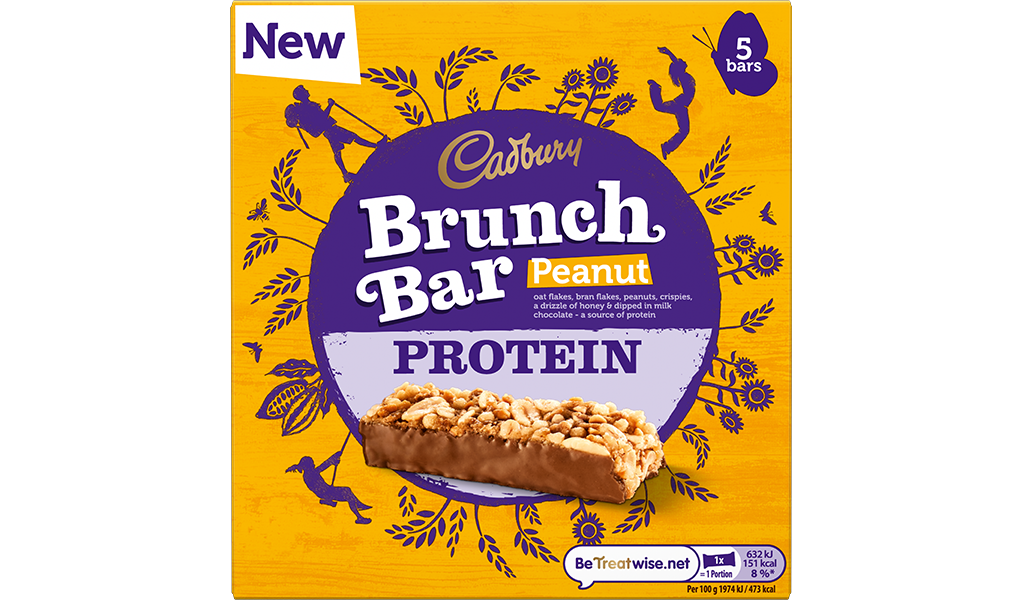 New
5
bars
Cadbury
Brunch
Bar
Peanut
oat flakes, bran flakes, peanuts, crispies,
a drizzle of honey & dipped in milk
chocolate - a source of protein
PROTEIN
BeTreatwise.net
1x
= 1 Portion
632 kJ
151 kcal
8 %*
Per 100 g 1974 kJ / 473 kcal